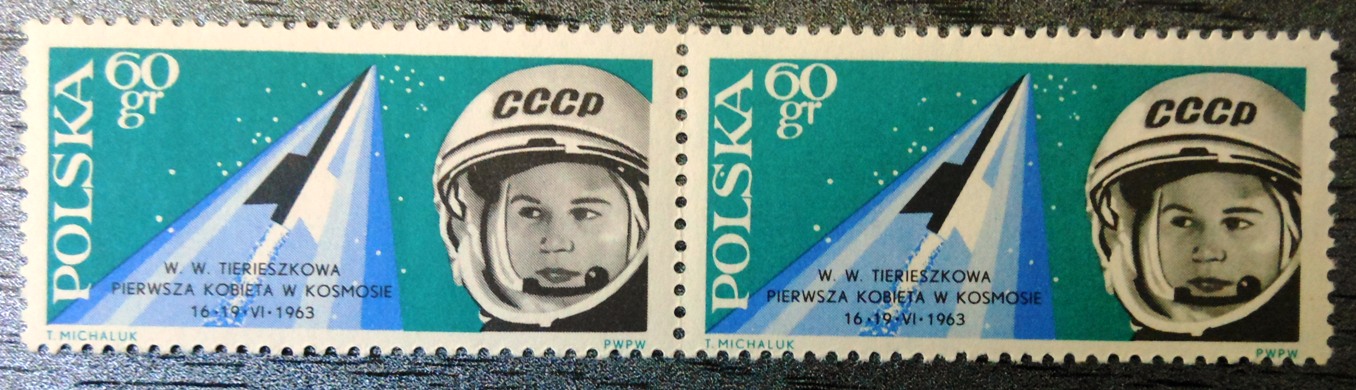 POLSKA
60
gr
CCCP
W. W. TIERIESZKOWA
PIERWSZA KOBIETA W KOSMOSIE
16·19·VI·1963
T. MICHALUK
PWPW
POLSKA
60
gr
CCCP
W. W. TIERIESZKOWA
PIERWSZA KOBIETA W KOSMOSIE
16·19·VI·1963
T. MICHALUK
PWPW